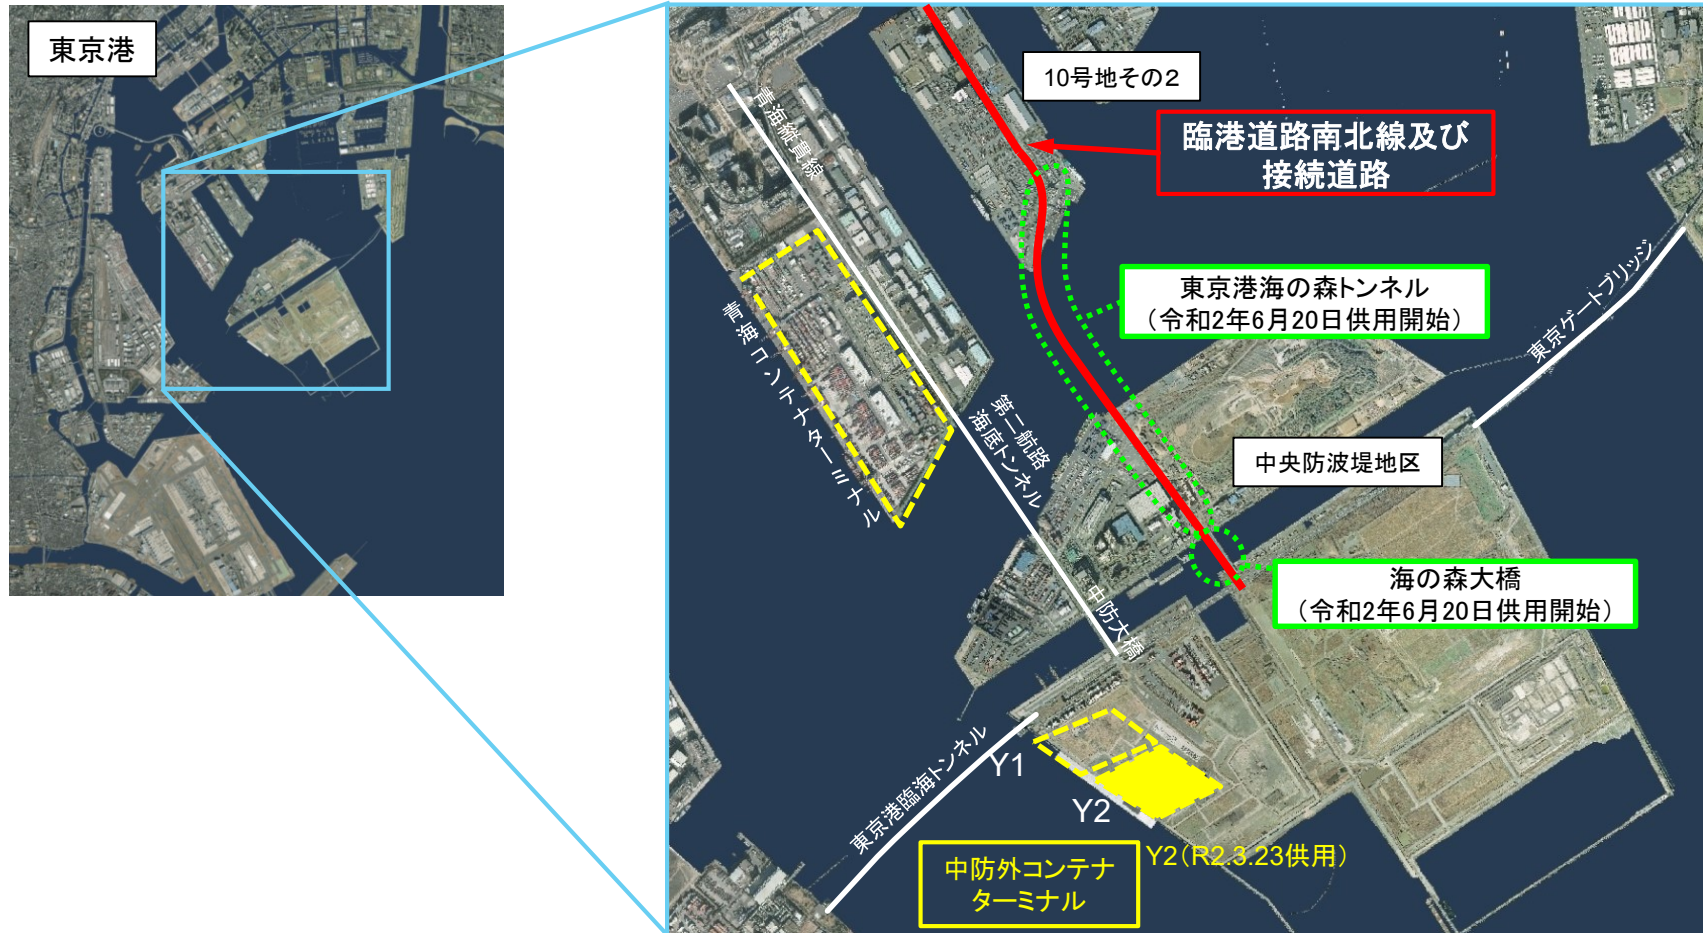 東京港
10号地その2
臨港道路南北線及び
接続道路
青海縦貫線
東京港海の森トンネル
（令和2年6月20日供用開始）
東京ゲートブリッジ
青海コンテナターミナル
第二航路
海底トンネル
中央防波堤地区
海の森大橋
（令和2年6月20日供用開始）
中防大橋
東京港臨海トンネル
Y1
Y2
Y2（R2.3.23供用）
中防外コンテナ
ターミナル